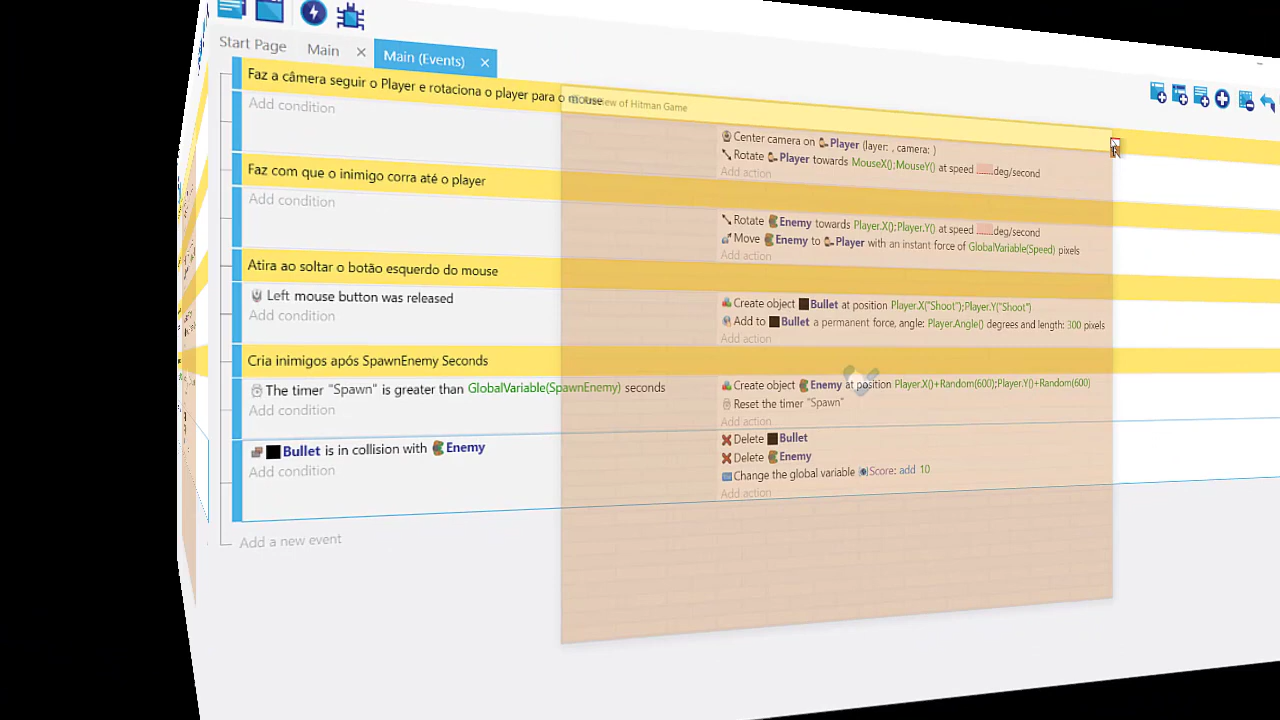 Start Page
Main
Main (Events)
Faz a câmera seguir o Player e rotaciona o player para o mouse
Preview of Hitman Game
Add condition
Center camera on Player (layer: , camera: )
Rotate Player towards MouseX();MouseY() at speed deg/second
Add action
Faz com que o inimigo corra até o player
Add condition
Rotate Enemy towards Player.X();Player.Y() at speed deg/second
Move Enemy to Player with an instant force of GlobalVariable(Speed) pixels
Add action
Atira ao soltar o botão esquerdo do mouse
Left mouse button was released
Add condition
Create object Bullet at position Player.X("Shoot");Player.Y("Shoot")
Add to Bullet a permanent force, angle: Player.Angle() degrees and length: 300 pixels
Add action
Cria inimigos após SpawnEnemy Seconds
The timer "Spawn" is greater than GlobalVariable(SpawnEnemy) seconds
Add condition
Create object Enemy at position Player.X()+Random(600);Player.Y()+Random(600)
Reset the timer "Spawn"
Add action
Bullet is in collision with Enemy
Add condition
Delete Bullet
Delete Enemy
Change the global variable Score: add 10
Add action
Add a new event